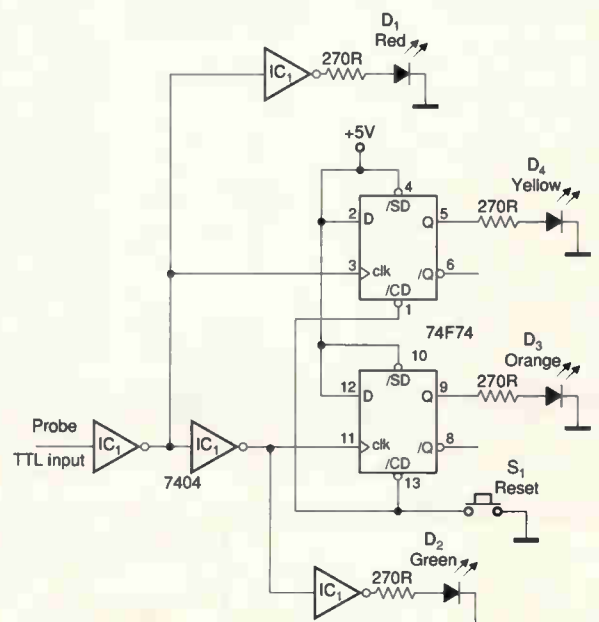 D1
Red
IC1
270R
+5V
4
/SD
2 D
Q 5
270R
D4
Yellow
3 clk
/Q 6
/CD
1
74F74
10
/SD
12 D
Q 9
270R
D3
Orange
11 clk
/Q 8
/CD
13
Probe
TTL input
IC1
IC1
7404
S1
Reset
D2
Green
IC1
270R